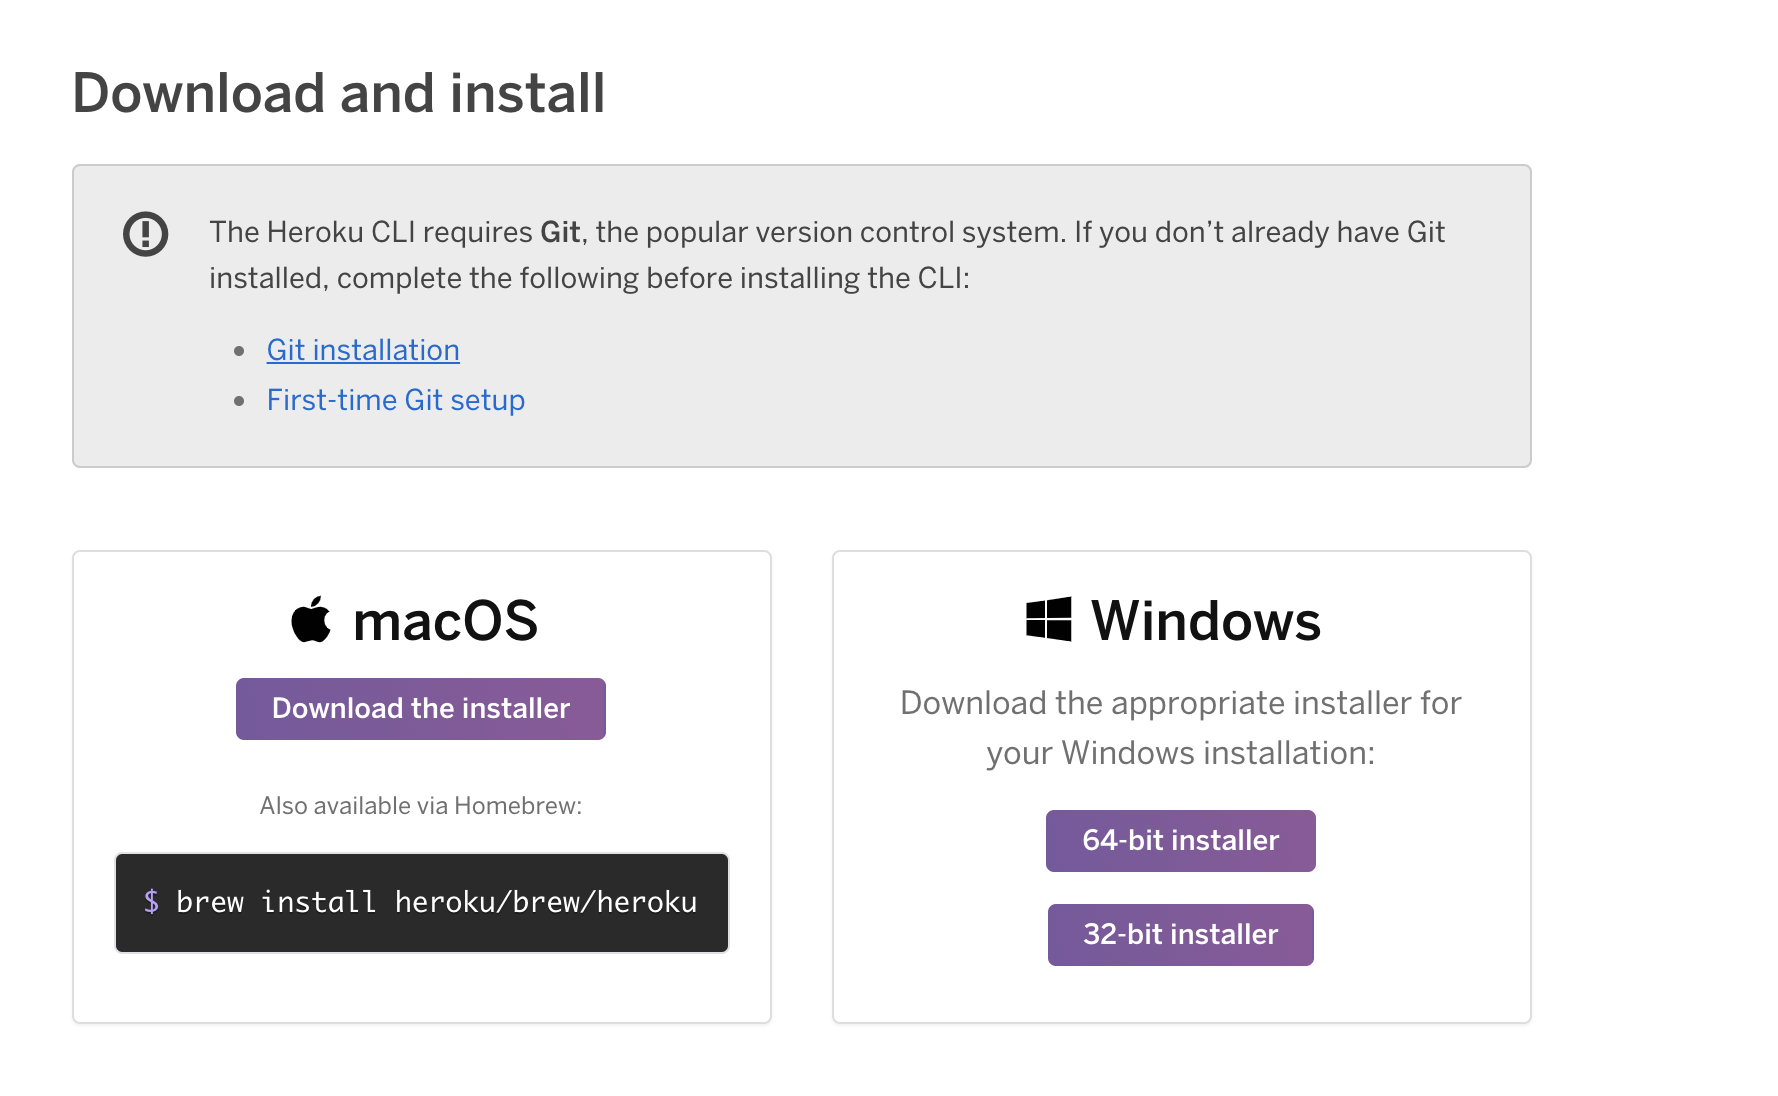 Download and install
The Heroku CLI requires Git, the popular version control system. If you don’t already have Git
installed, complete the following before installing the CLI:
Git installation
First-time Git setup
macOS
Download the installer
Also available via Homebrew:
$ brew install heroku/brew/heroku
Windows
Download the appropriate installer for
your Windows installation:
64-bit installer
32-bit installer